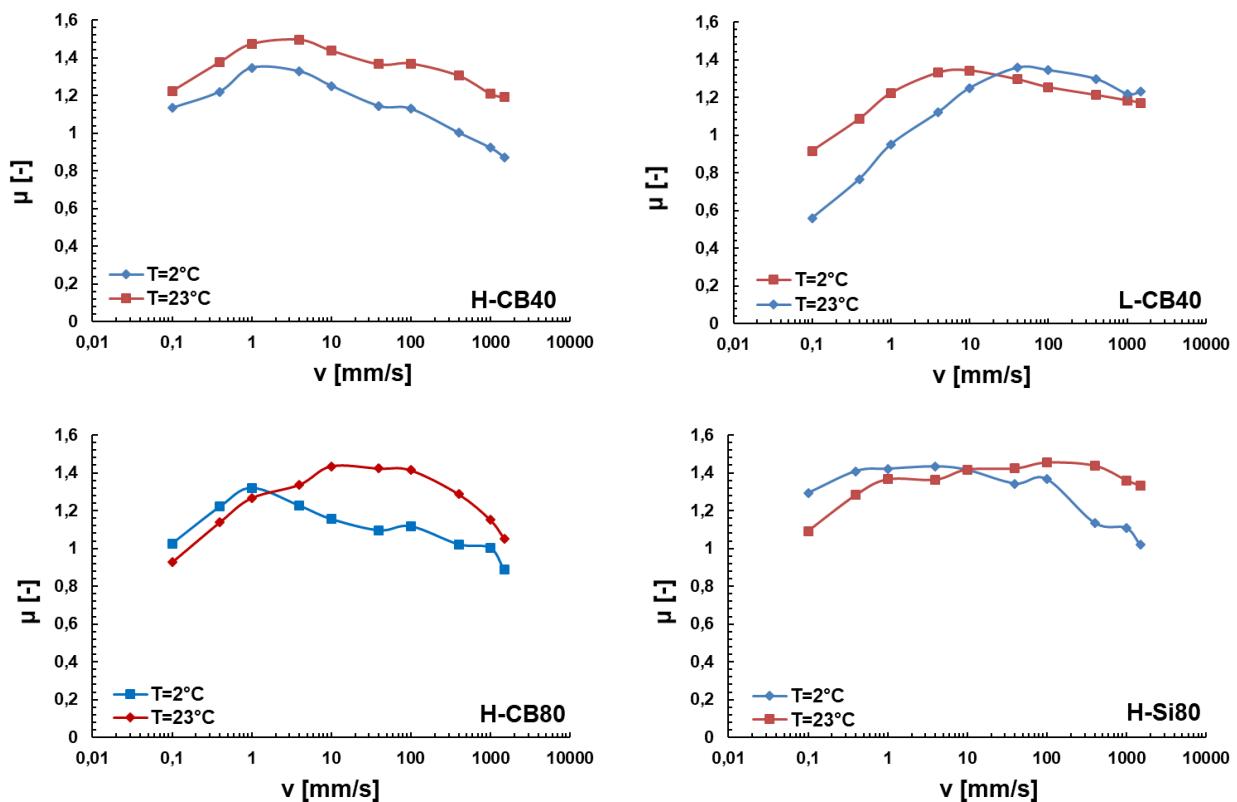 1,6
1,4
1,2
1
0,8
0,6
0,4
0,2
0
µ [-]
T=2°C
T=23°C
H-CB40
0,01 0,1 1 10 100 1000 10000
v [mm/s]
1,6
1,4
1,2
1
0,8
0,6
0,4
0,2
0
µ [-]
T=2°C
T=23°C
L-CB40
0,01 0,1 1 10 100 1000 10000
v [mm/s]
1,6
1,4
1,2
1
0,8
0,6
0,4
0,2
0
µ [-]
T=2°C
T=23°C
H-CB80
0,01 0,1 1 10 100 1000 10000
v [mm/s]
1,6
1,4
1,2
1
0,8
0,6
0,4
0,2
0
µ [-]
T=2°C
T=23°C
H-Si80
0,01 0,1 1 10 100 1000 10000
v [mm/s]